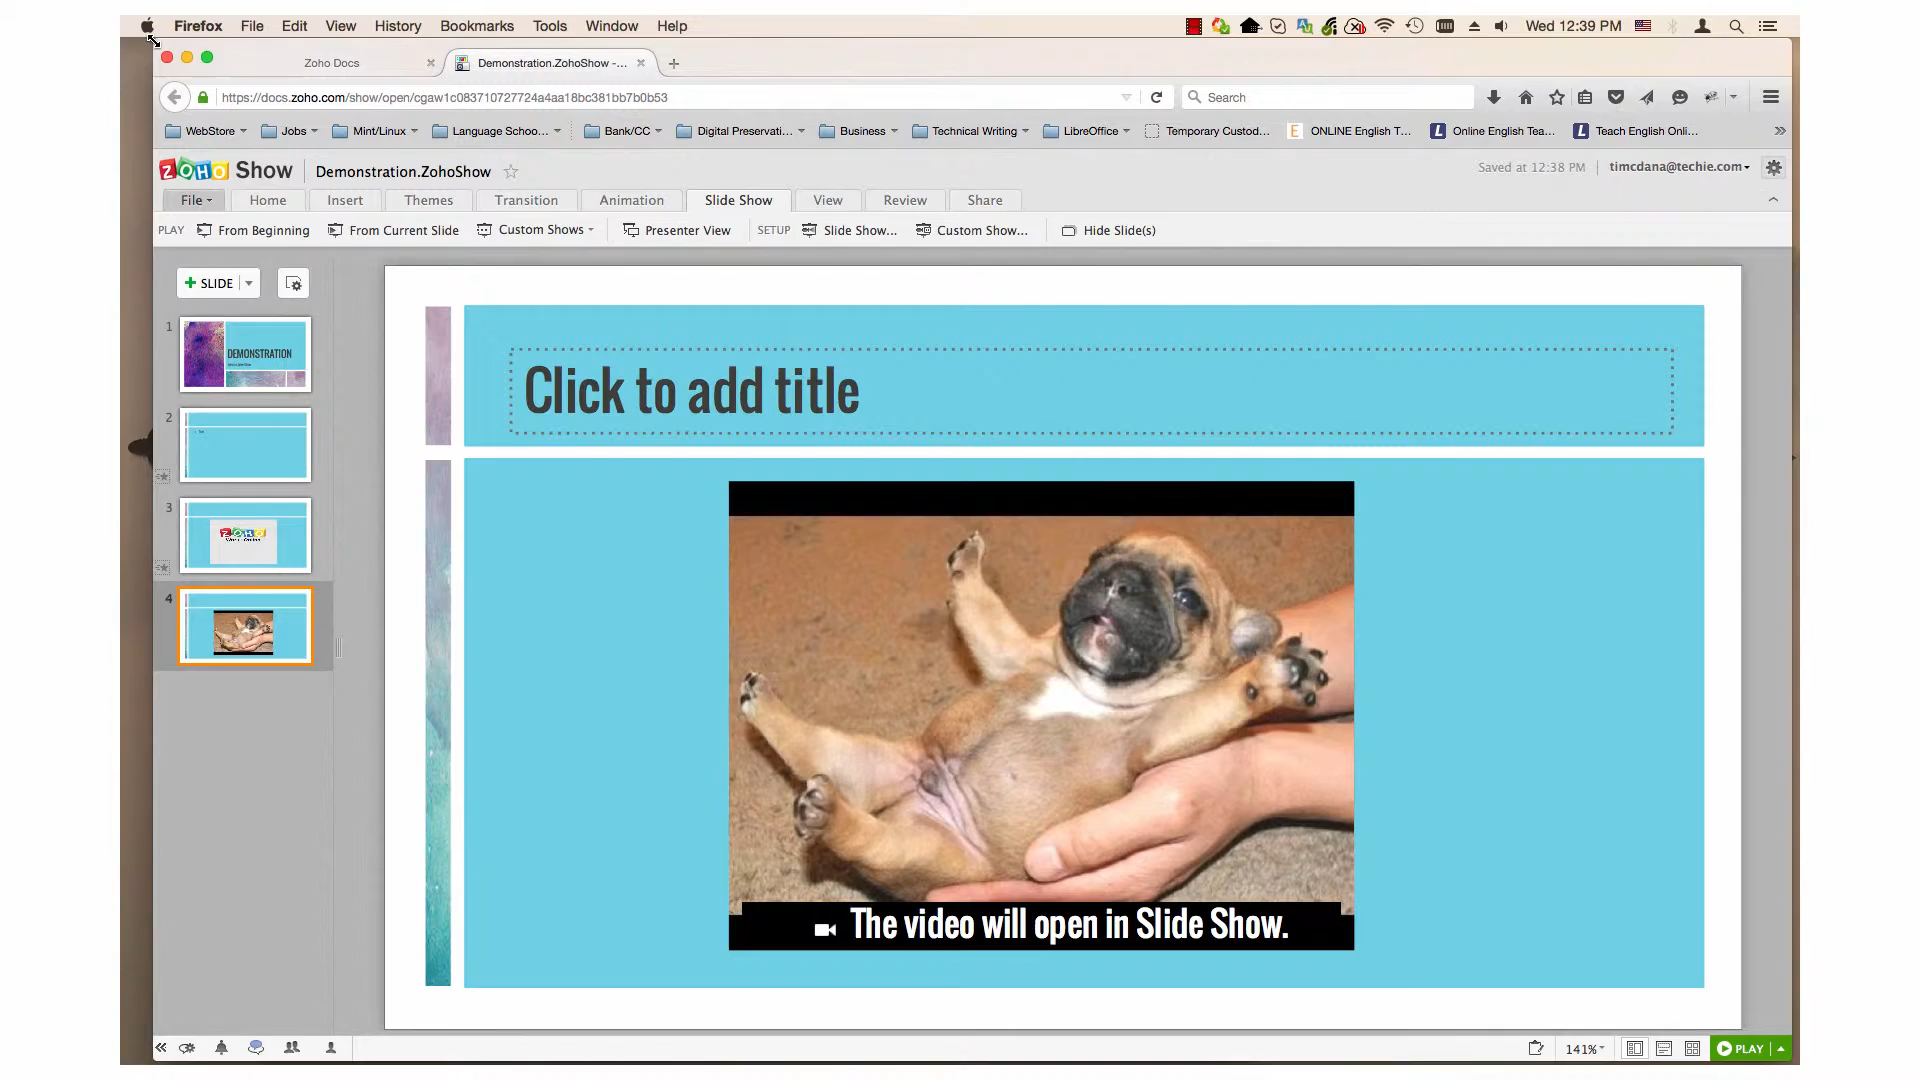 Firefox File Edit View History Bookmarks Tools Window Help Wed 12:39 PM
Zoho Docs Demonstration.ZohoShow -...
https://docs.zoho.com/show/open/cgaw1c083710727724a4aa18bc381bb7b0b53 Search
WebStore Jobs Mint/Linux Language Schoo... Bank/CC Digital Preservati... Business Technical Writing LibreOffice Temporary Custod... ONLINE English T... Online English Tea... Teach English Onli...
ZOHO Show Demonstration.ZohoShow Saved at 12:38 PM timcdana@techie.com
File Home Insert Themes Transition Animation Slide Show View Review Share
PLAY From Beginning From Current Slide Custom Shows Presenter View SETUP Slide Show... Custom Show... Hide Slide(s)
+ SLIDE
1
DEMONSTRATION
2
3
ZOHO
4
Click to add title
The video will open in Slide Show.
141% PLAY